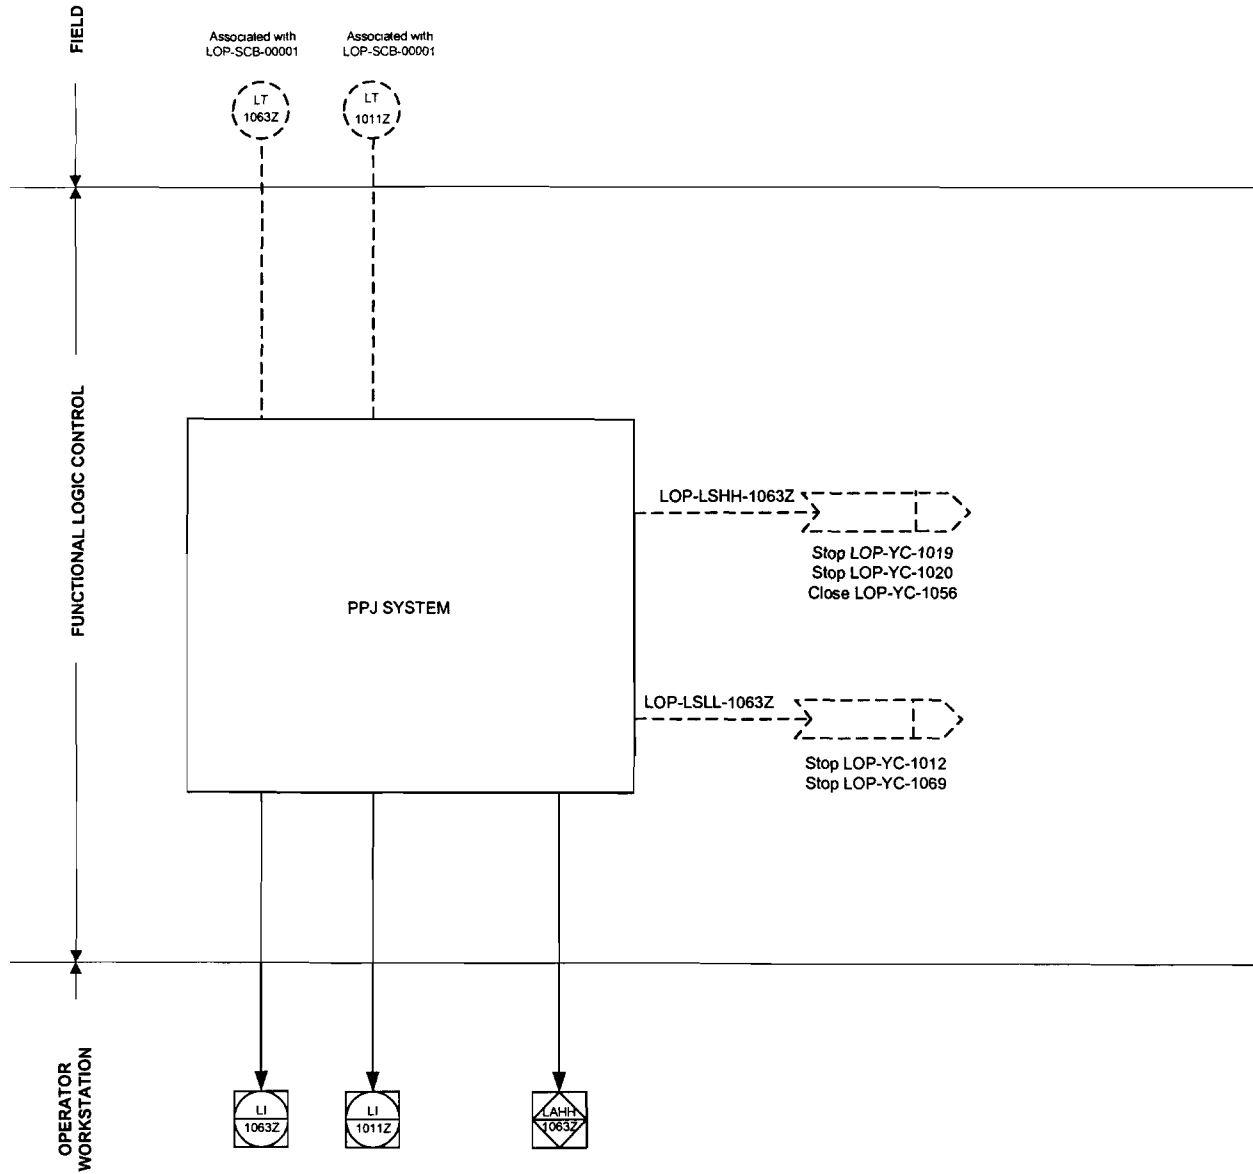 FIELD
Associated with
LOP-SCB-00001
Associated with
LOP-SCB-00001
LT
1063Z
LT
1011Z
FUNCTIONAL LOGIC CONTROL
PPJ SYSTEM
LOP-LSHH-1063Z
Stop LOP-YC-1019
Stop LOP-YC-1020
Close LOP-YC-1056
LOP-LSLL-1063Z
Stop LOP-YC-1012
Stop LOP-YC-1069
OPERATOR
WORKSTATION
LI
1063Z
LI
1011Z
LAHH
1063Z